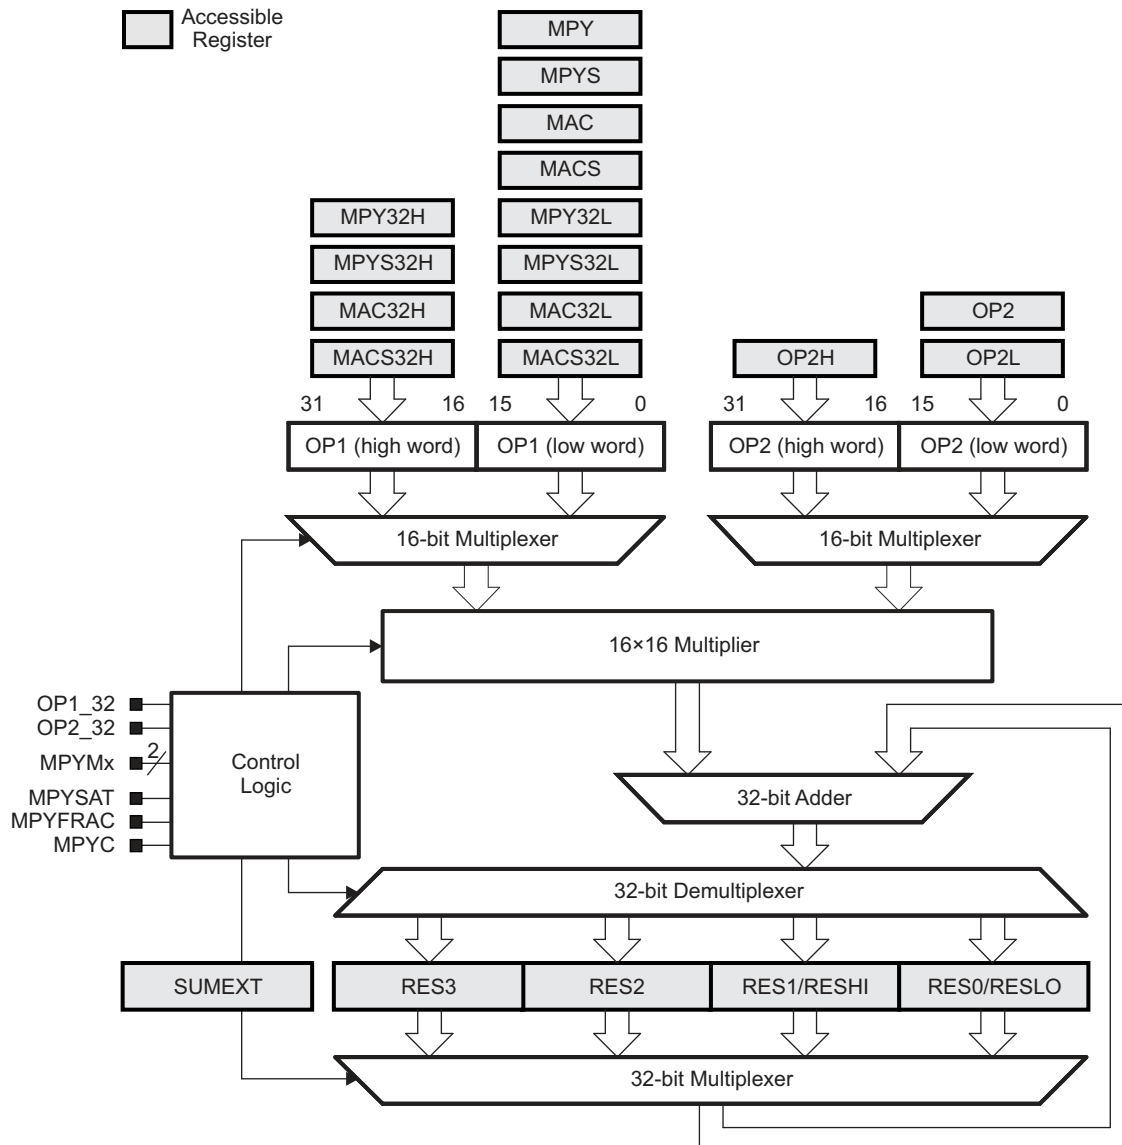 Accessible
Register
MPY
MPYS
MAC
MACS
MPY32H
MPY32L
MPYS32H
MPYS32L
MAC32H
MAC32L
OP2
MACS32H
MACS32L
OP2H
OP2L
31 16 15 0 31 16 15 0
OP1 (high word)
OP1 (low word)
OP2 (high word)
OP2 (low word)
16-bit Multiplexer
16-bit Multiplexer
16×16 Multiplier
OP1_32
OP2_32
MPYMx
2
MPYSAT
MPYFRAC
MPYC
Control
Logic
32-bit Adder
32-bit Demultiplexer
SUMEXT
RES3
RES2
RES1/RESHI
RES0/RESLO
32-bit Multiplexer